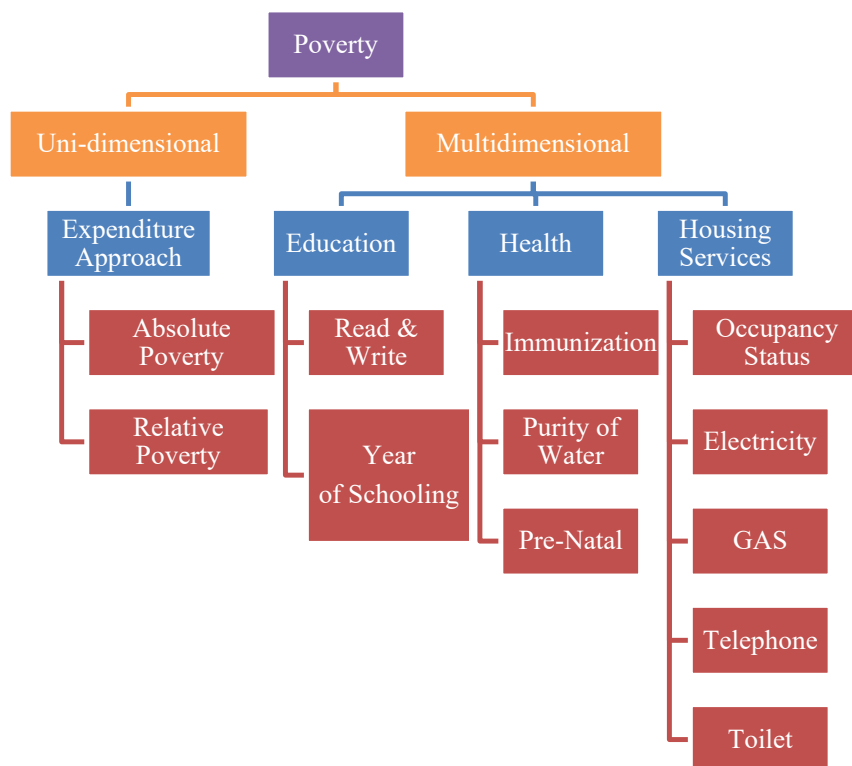 Poverty
Uni-dimensional
Multidimensional
Expenditure
Approach
Education
Health
Housing
Services
Absolute
Poverty
Relative
Poverty
Read &
Write
Year
of Schooling
Immunization
Purity of
Water
Pre-Natal
Occupancy
Status
Electricity
GAS
Telephone
Toilet